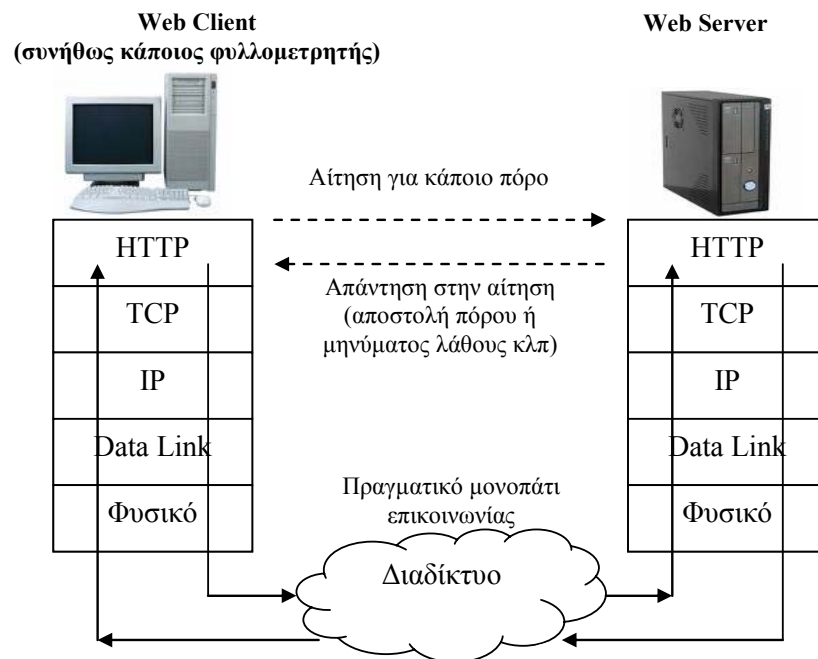 Web Client
(συνήθως κάποιος φυλλομετρητής)
Web Server
Αίτηση για κάποιο πόρο
HTTP
TCP
IP
Data Link
Φυσικό
Απάντηση στην αίτηση
(αποστολή πόρου ή
μηνύματος λάθους κλπ)
HTTP
TCP
IP
Data Link
Φυσικό
Πραγματικό μονοπάτι
επικοινωνίας
Διαδίκτυο